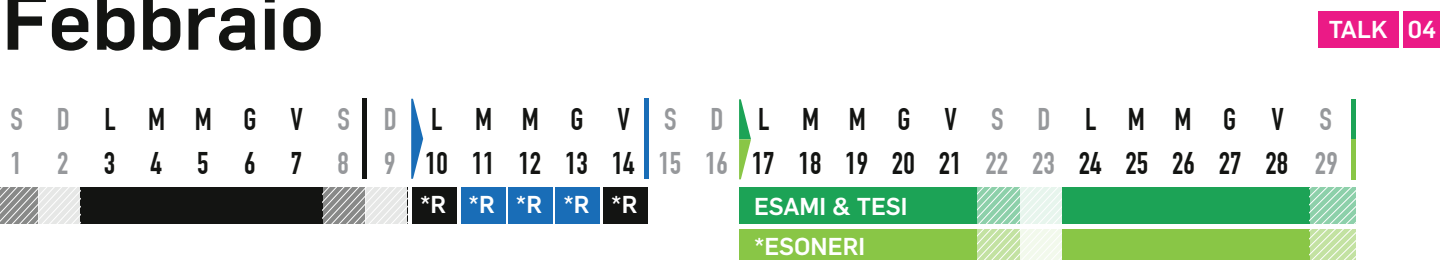 Febbraio
TALK 04
S D L M M G V S D L M M G V S D L M M G V S D L M M G V S
1 2 3 4 5 6 7 8 9 10 11 12 13 14 15 16 17 18 19 20 21 22 23 24 25 26 27 28 29
*R *R *R *R *R ESAMI & TESI
*ESONERI